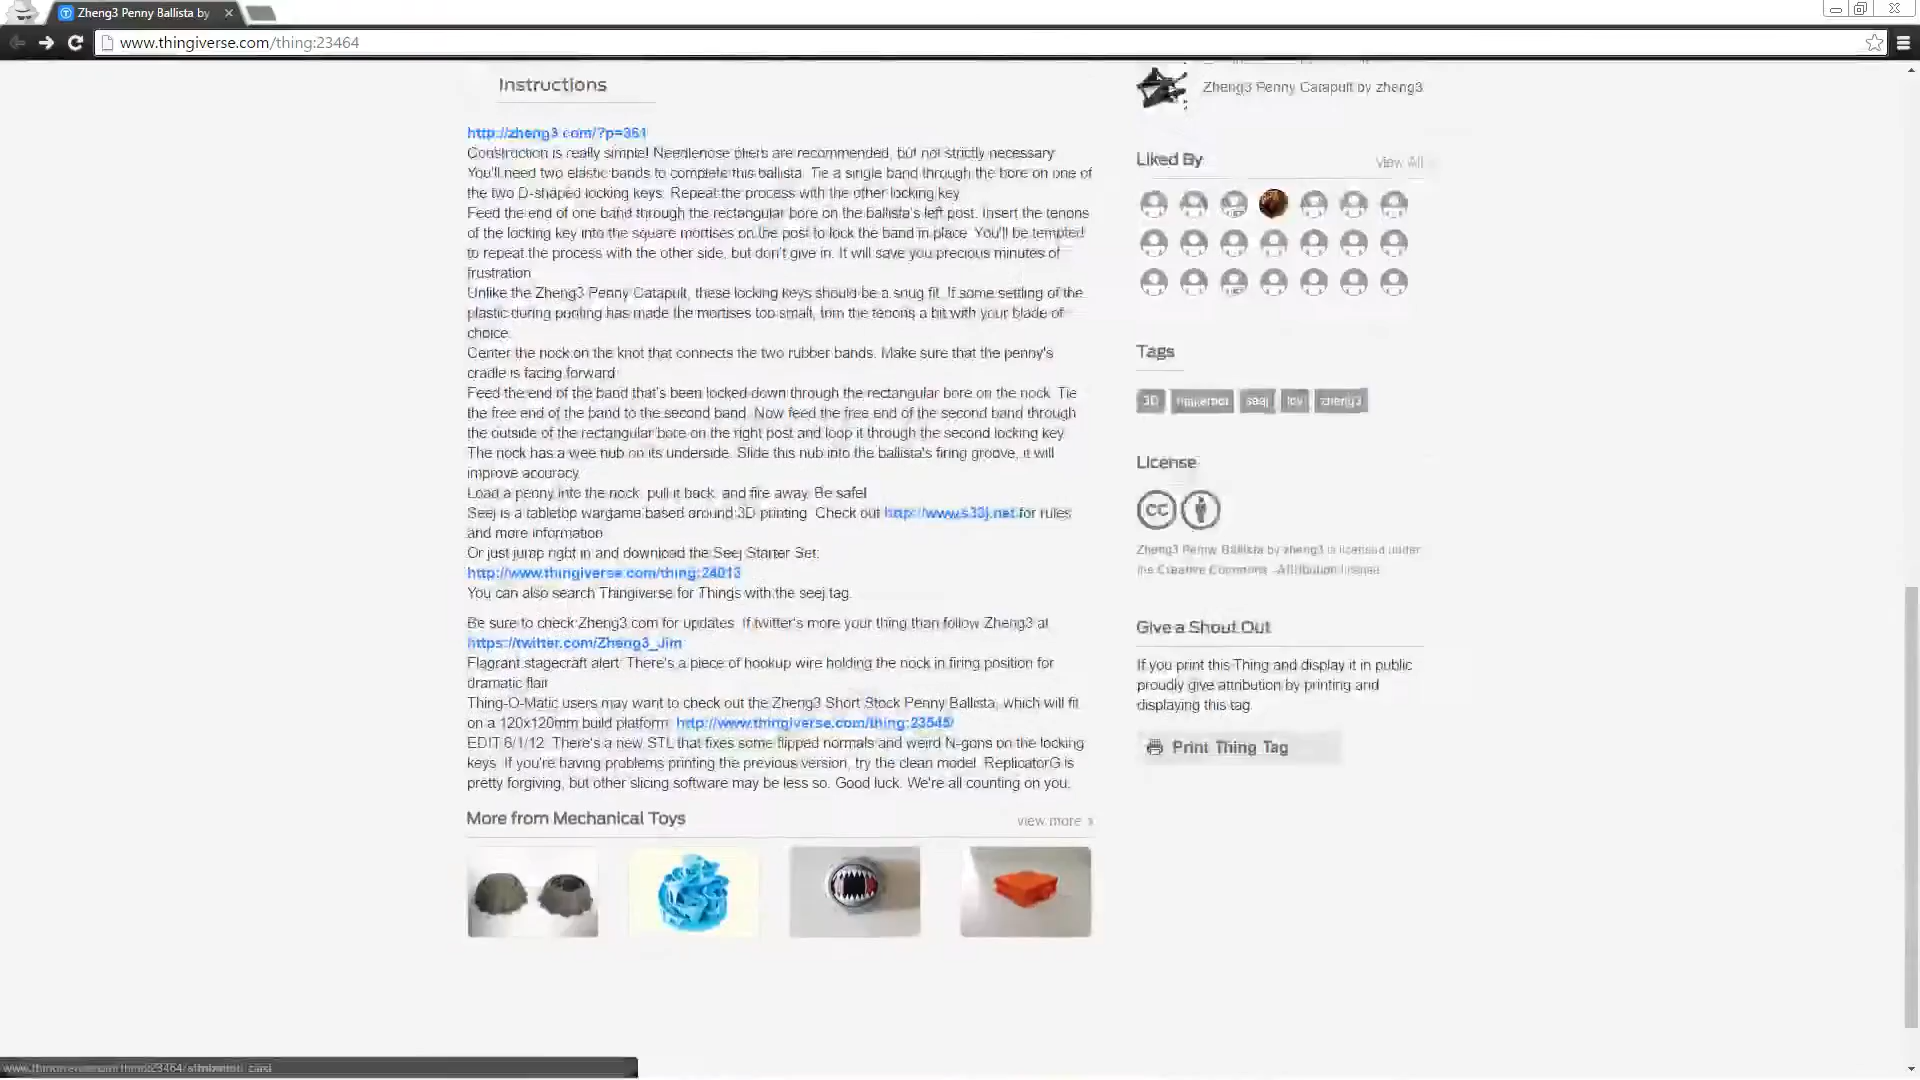 Zheng3 Penny Ballista by
www.thingiverse.com/thing:23464
Instructions
http://zheng3.com/?p=361
Construction is really simple! Needlenose pliers are recommended, but not strictly necessary
You'll need two elastic bands to complete this ballista. Tie a single band through the bore on one of
the two D-shaped locking keys. Repeat the process with the other locking key
Feed the end of one band through the rectangular bore on the ballista's left post. Insert the tenons
of the locking key into the square mortises on the post to lock the band in place. You'll be tempted
to repeat the process with the other side, but don't give in. It will save you precious minutes of
frustration
Unlike the Zheng3 Penny Catapult, these locking keys should be a snug fit. If some settling of the
plastic during printing has made the mortises too small, trim the tenons a bit with your blade of
choice.
Center the nock on the knot that connects the two rubber bands. Make sure that the penny's
cradle is facing forward
Feed the end of the band that's been locked down through the rectangular bore on the nock. Tie
the free end of the band to the second band. Now feed the free end of the second band through
the outside of the rectangular bore on the right post and loop it through the second locking key
The nock has a wee nub on its underside. Slide this nub into the ballista's firing groove, it will
improve accuracy.
Load a penny into the nock, pull it back, and fire away. Be safe!
Seej is a tabletop wargame based around 3D printing. Check out http://www.s33j.net for rules
and more information
Or just jump right in and download the Seej Starter Set:
http://www.thingiverse.com/thing:24013
You can also search Thingiverse for Things with the seej tag.
Be sure to check Zheng3.com for updates. If twitter's more your thing than follow Zheng3 at
https://twitter.com/Zheng3_Jim
Flagrant stagecraft alert: There's a piece of hookup wire holding the nock in firing position for
dramatic flair
Thing-O-Matic users may want to check out the Zheng3 Short Stock Penny Ballista, which will fit
on a 120x120mm build platform. http://www.thingiverse.com/thing:23545/
EDIT 6/1/12: There's a new STL that fixes some flipped normals and weird N-gons on the locking
keys. If you're having problems printing the previous version, try the clean model. ReplicatorG is
pretty forgiving, but other slicing software may be less so. Good luck. We're all counting on you.
More from Mechanical Toys
view more
Zheng3 Penny Catapult by zheng3
Liked By
View All
Tags
3D makerbot seej toy zheng3
License
CC
Zheng3 Penny Ballista by zheng3 is licensed under
the Creative Commons - Attribution license.
Give a Shout Out
If you print this Thing and display it in public
proudly give attribution by printing and
displaying this tag.
Print Thing Tag